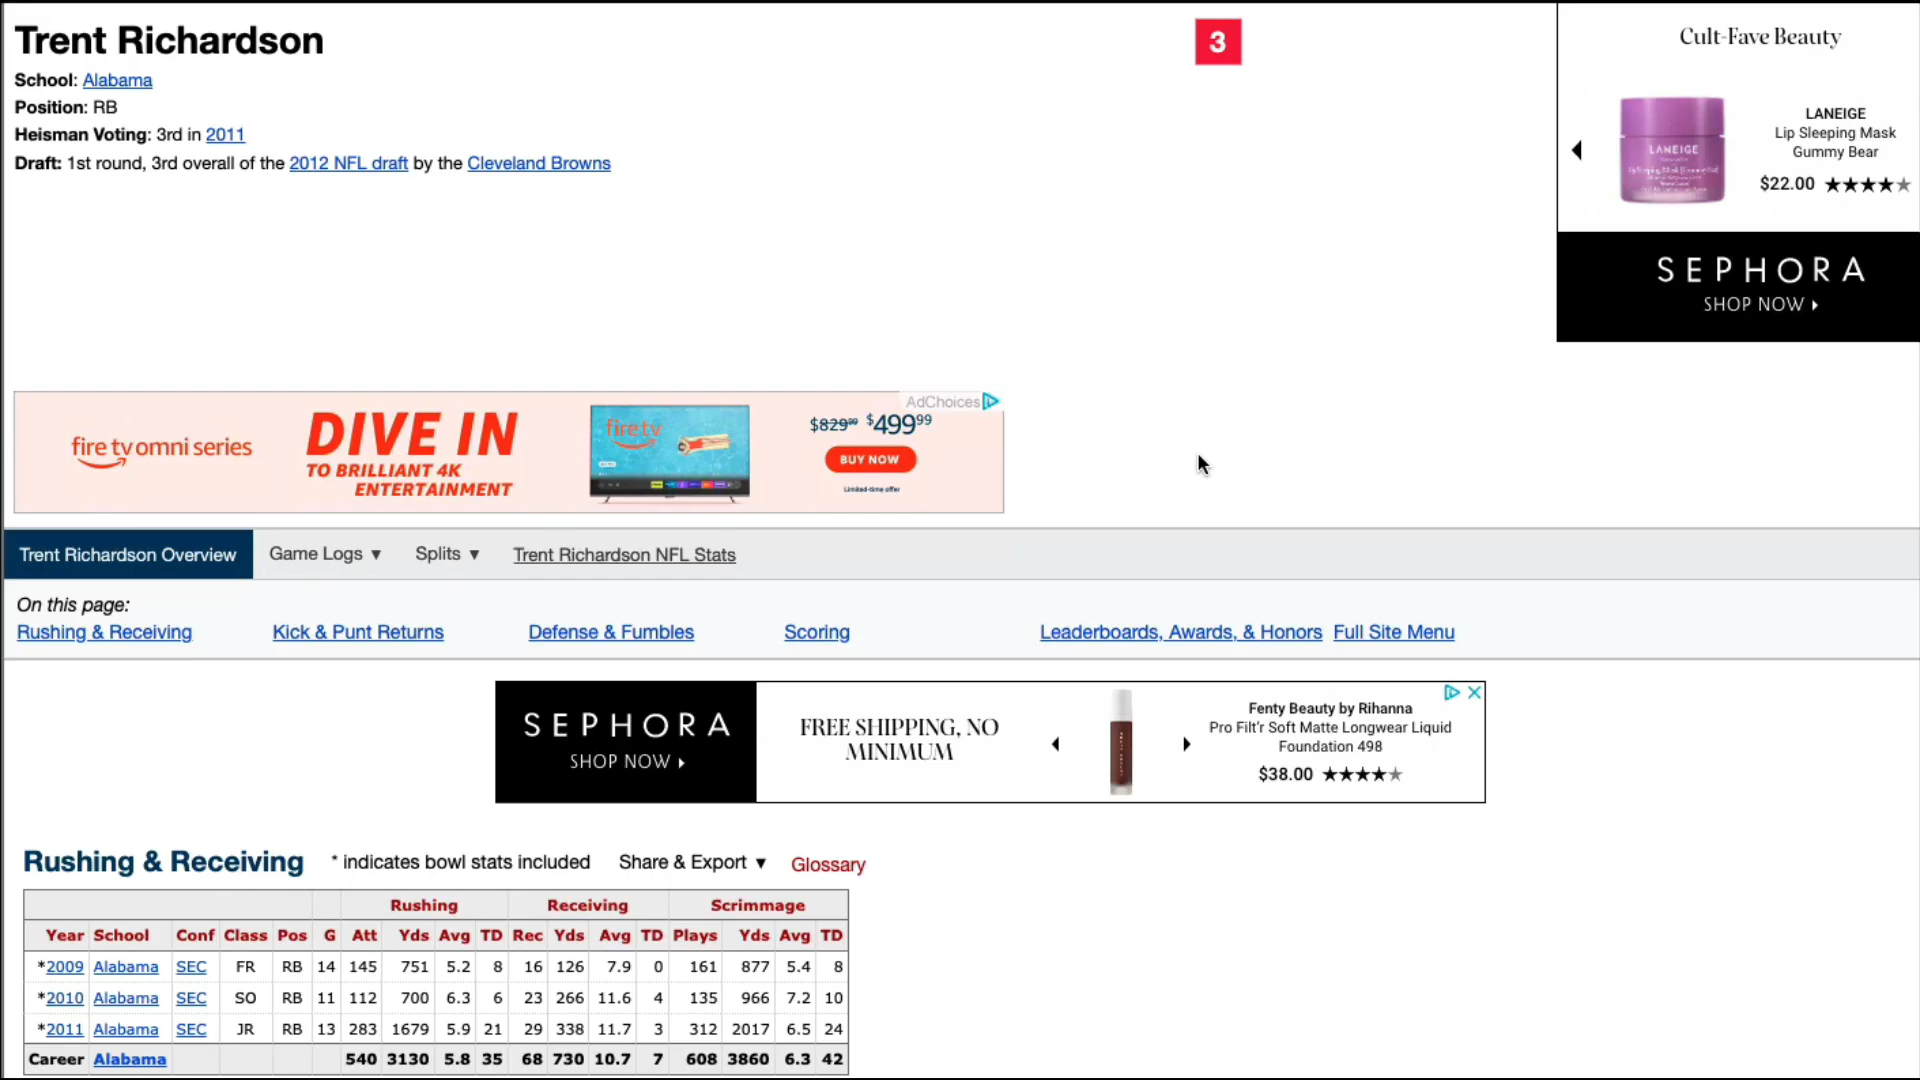 Trent Richardson
3
School: Alabama
Position: RB
Heisman Voting: 3rd in 2011
Draft: 1st round, 3rd overall of the 2012 NFL draft by the Cleveland Browns
Cult-Fave Beauty
LANEIGE
LANEIGE
Lip Sleeping Mask
Gummy Bear
$22.00
SEPHORA
SHOP NOW
AdChoices
fire tv omni series
DIVE IN
TO BRILLIANT 4K
ENTERTAINMENT
fire tv
$829⁹⁹ $499⁹⁹
BUY NOW
Limited-time offer
Trent Richardson Overview Game Logs ▼ Splits ▼ Trent Richardson NFL Stats
On this page:
Rushing & Receiving Kick & Punt Returns Defense & Fumbles Scoring Leaderboards, Awards, & Honors Full Site Menu
SEPHORA
SHOP NOW
FREE SHIPPING, NO
MINIMUM
Fenty Beauty by Rihanna
Pro Filt'r Soft Matte Longwear Liquid
Foundation 498
$38.00
Rushing & Receiving * indicates bowl stats included Share & Export ▼ Glossary
Rushing Receiving Scrimmage
Year School Conf Class Pos G Att Yds Avg TD Rec Yds Avg TD Plays Yds Avg TD
*2009 Alabama SEC FR RB 14 145 751 5.2 8 16 126 7.9 0 161 877 5.4 8
*2010 Alabama SEC SO RB 11 112 700 6.3 6 23 266 11.6 4 135 966 7.2 10
*2011 Alabama SEC JR RB 13 283 1679 5.9 21 29 338 11.7 3 312 2017 6.5 24
Career Alabama 540 3130 5.8 35 68 730 10.7 7 608 3860 6.3 42